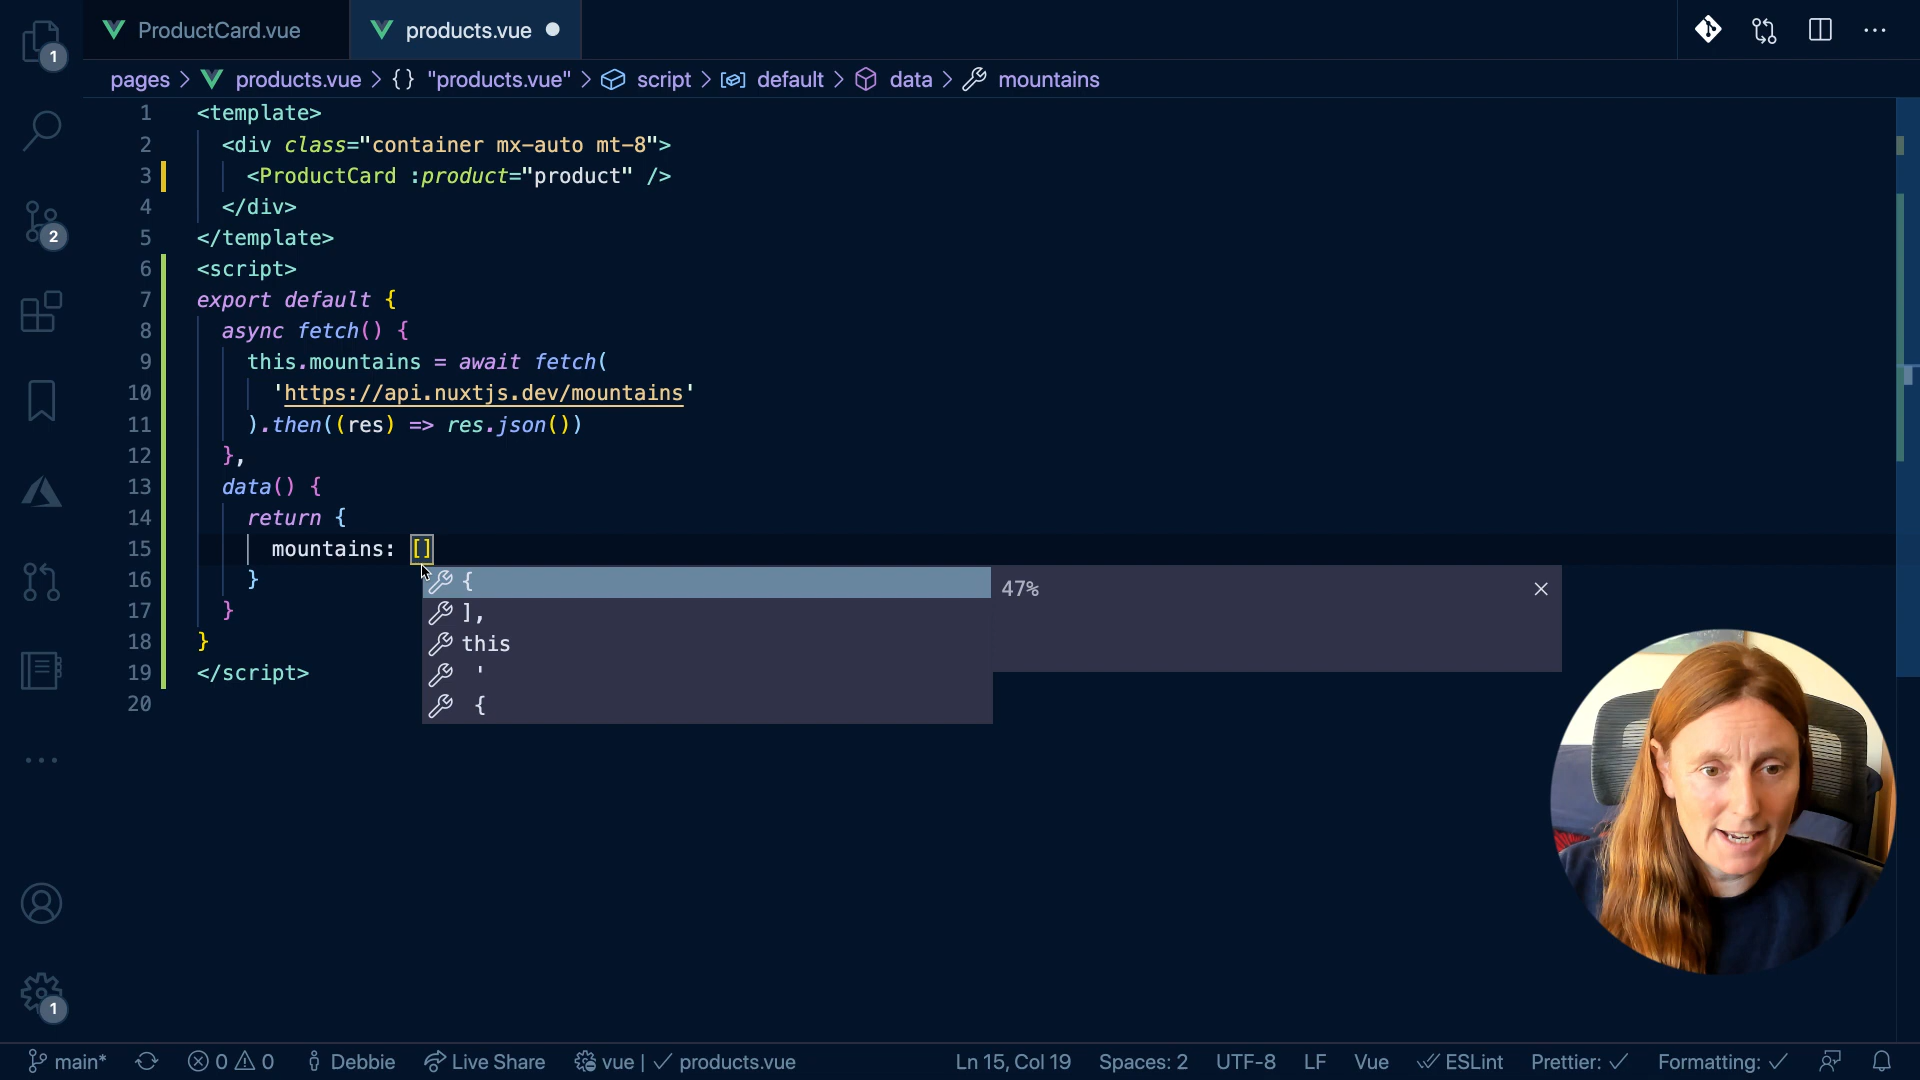 ProductCard.vue
products.vue
1
pages > products.vue > {} "products.vue" > script > default > data > mountains
1 <template>
2 <div class="container mx-auto mt-8">
3 <ProductCard :product="product" />
4 </div>
5 </template>
6 <script>
7 export default {
8 async fetch() {
9 this.mountains = await fetch(
10 'https://api.nuxtjs.dev/mountains'
11 ).then((res) => res.json())
12 },
13 data() {
14 return {
15 mountains: []
16 }
17 }
18 }
19 </script>
20
{
],
this
'
{
47%
2
1
main*
0
0
Debbie
Live Share
vue | ✓ products.vue
Ln 15, Col 19
Spaces: 2
UTF-8
LF
Vue
ESLint
Prettier: ✓
Formatting: ✓